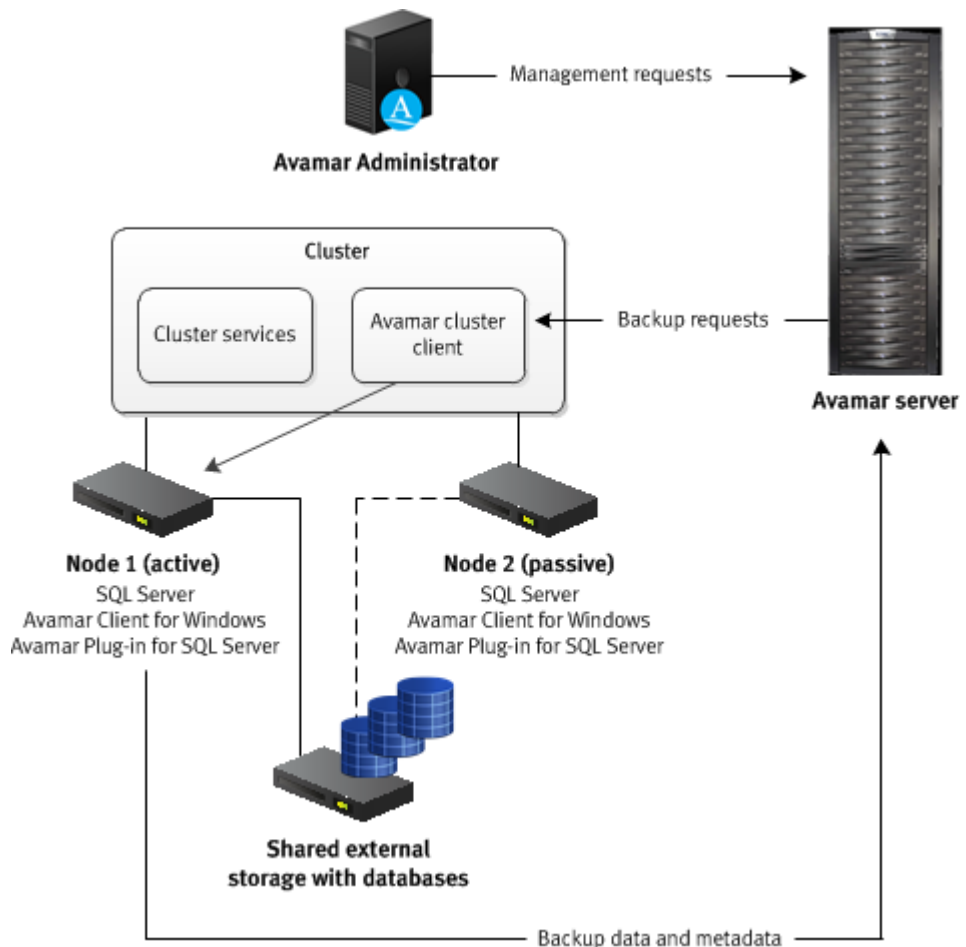 Management requests
Avamar Administrator
Cluster
Cluster services
Avamar cluster
client
Backup requests
Avamar server
Node 1 (active)
SQL Server
Avamar Client for Windows
Avamar Plug-in for SQL Server
Node 2 (passive)
SQL Server
Avamar Client for Windows
Avamar Plug-in for SQL Server
Shared external
storage with databases
Backup data and metadata